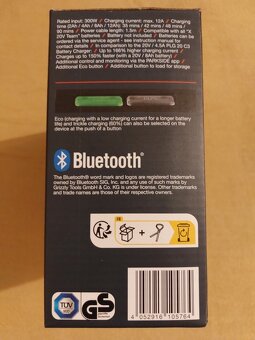 Rated input: 300W • Charging current: max. 12A •
Charging time (2Ah / 4Ah / 8Ah / 12Ah): 35 mins / 42 mins / 48 mins /
90 mins • Power cable length: 1.5m • Compatible with all "X
20V Team" batteries • Battery not included • Batteries can be
ordered via the service agent - see instruction manual for
contact details
In comparison to the 20V / 4.5A PLG 20 C3
Battery charger • Up to 166% higher charging current •
Charges up to 150% faster (with a 20V / 8Ah battery) •
Additional monitoring via the PARKSIDE app •
Additional Eco button • Additional button to load for storage
Eco (charging with a low charging current for a longer battery
life) and trickle charging (60%) can also be selected on the
device at the push of a button
Bluetooth®
The Bluetooth® word mark and logos are registered trademarks
owned by Bluetooth SIG, Inc. and any use of such marks by
Grizzly Tools GmbH & Co. KG is under license. Other trademarks
and trade names are those of their respective owners.
FR
+
TÜV
GS
4 052916 105764